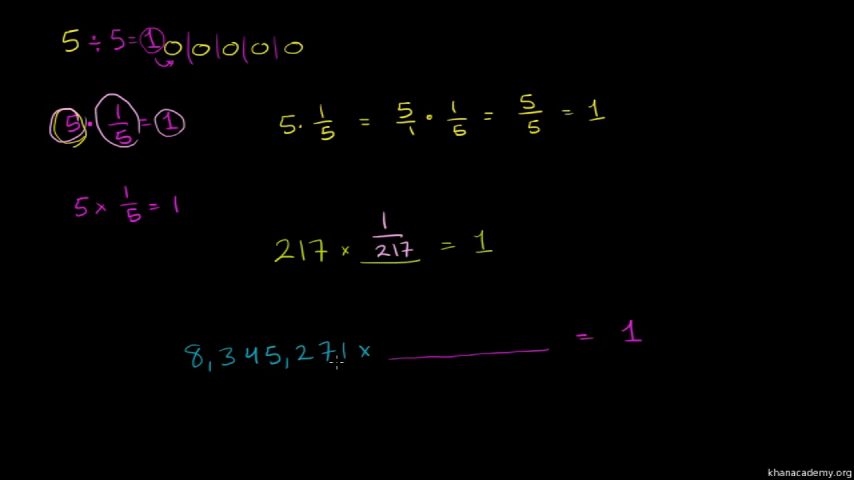 5 ÷ 5 = 1 0|0|0|0|0
5 · 1/5 = 1
5 · 1/5 = 5/1 · 1/5 = 5/5 = 1
5 × 1/5 = 1
217 × 1/217 = 1
8,345,271 × ______ = 1
khanacademy.org